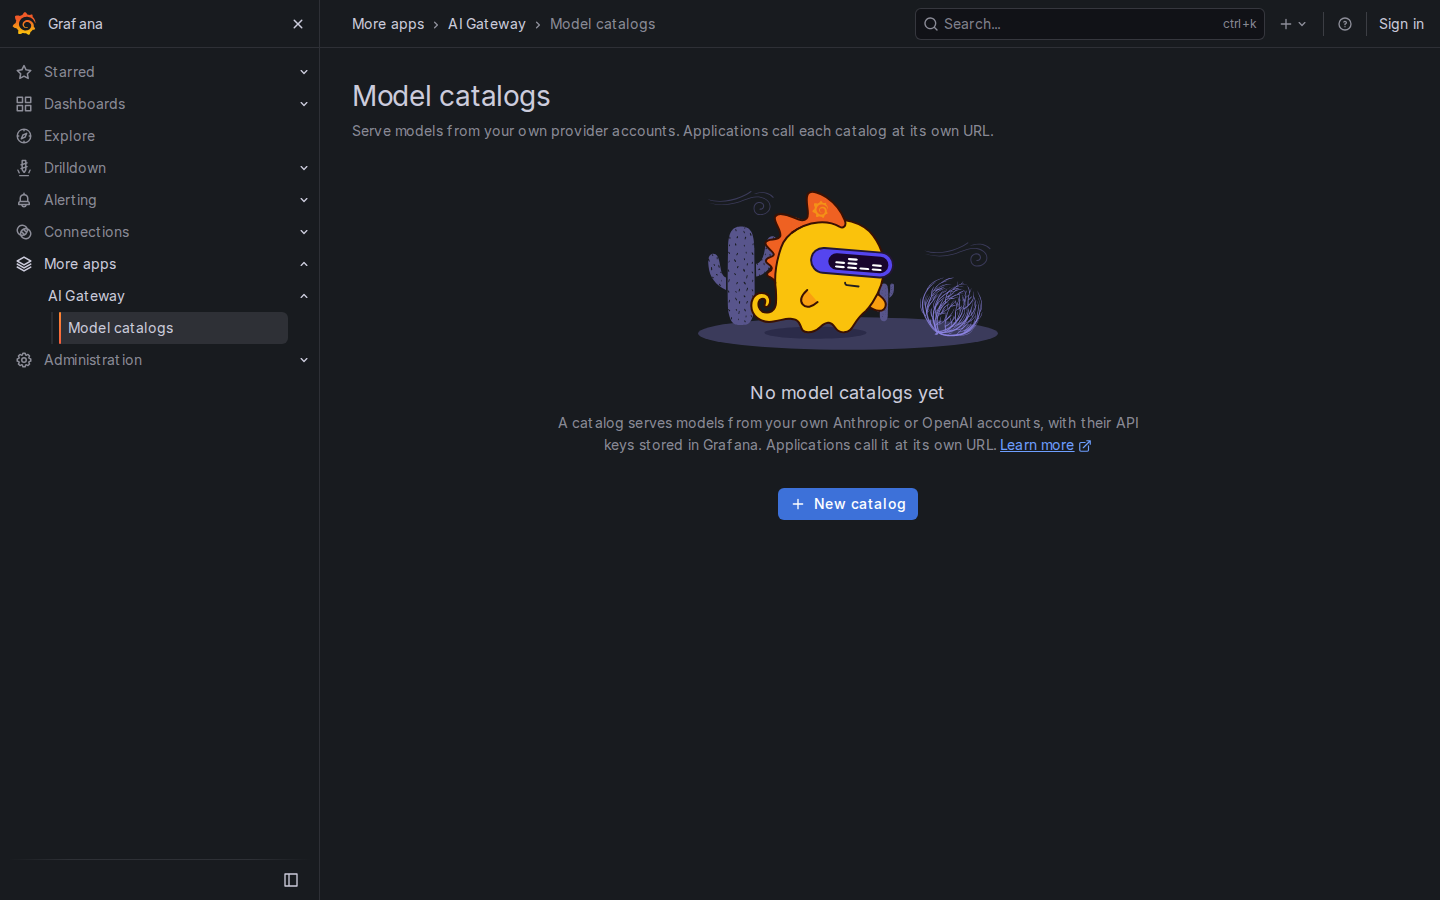 Grafana
More apps › AI Gateway › Model catalogs
Search...
ctrl+k
Sign in
Starred
Dashboards
Explore
Drilldown
Alerting
Connections
More apps
AI Gateway
Model catalogs
Administration
Model catalogs
Serve models from your own provider accounts. Applications call each catalog at its own URL.
No model catalogs yet
A catalog serves models from your own Anthropic or OpenAI accounts, with their API
keys stored in Grafana. Applications call it at its own URL. Learn more
New catalog